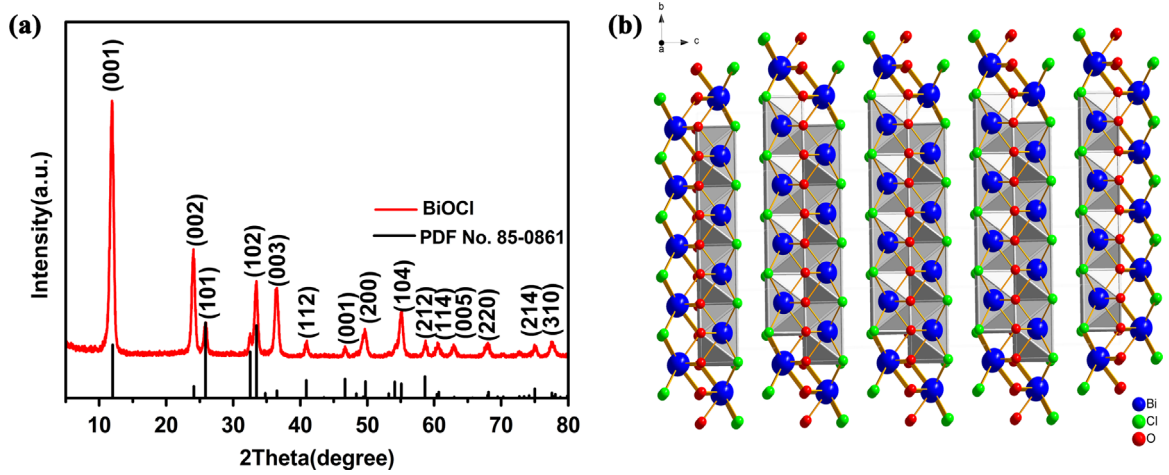 (a)
(001)
(002)
(101)
(102)
(003)
(112)
(001)
(200)
(104)
(212)
(114)
(005)
(220)
(214)
(310)
BiOCl
PDF No. 85-0861
Intensity(a.u.)
10 20 30 40 50 60 70 80
2Theta(degree)
(b)
b
a
c
Bi
Cl
O